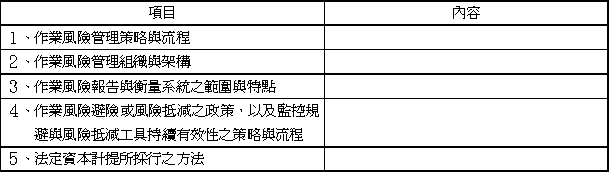 項目 內容
1、作業風險管理策略與流程
2、作業風險管理組織與架構
3、作業風險報告與衡量系統之範圍與特點
4、作業風險避險或風險抵減之政策，以及監控規
避與風險抵減工具持續有效性之策略與流程
5、法定資本計提所採行之方法